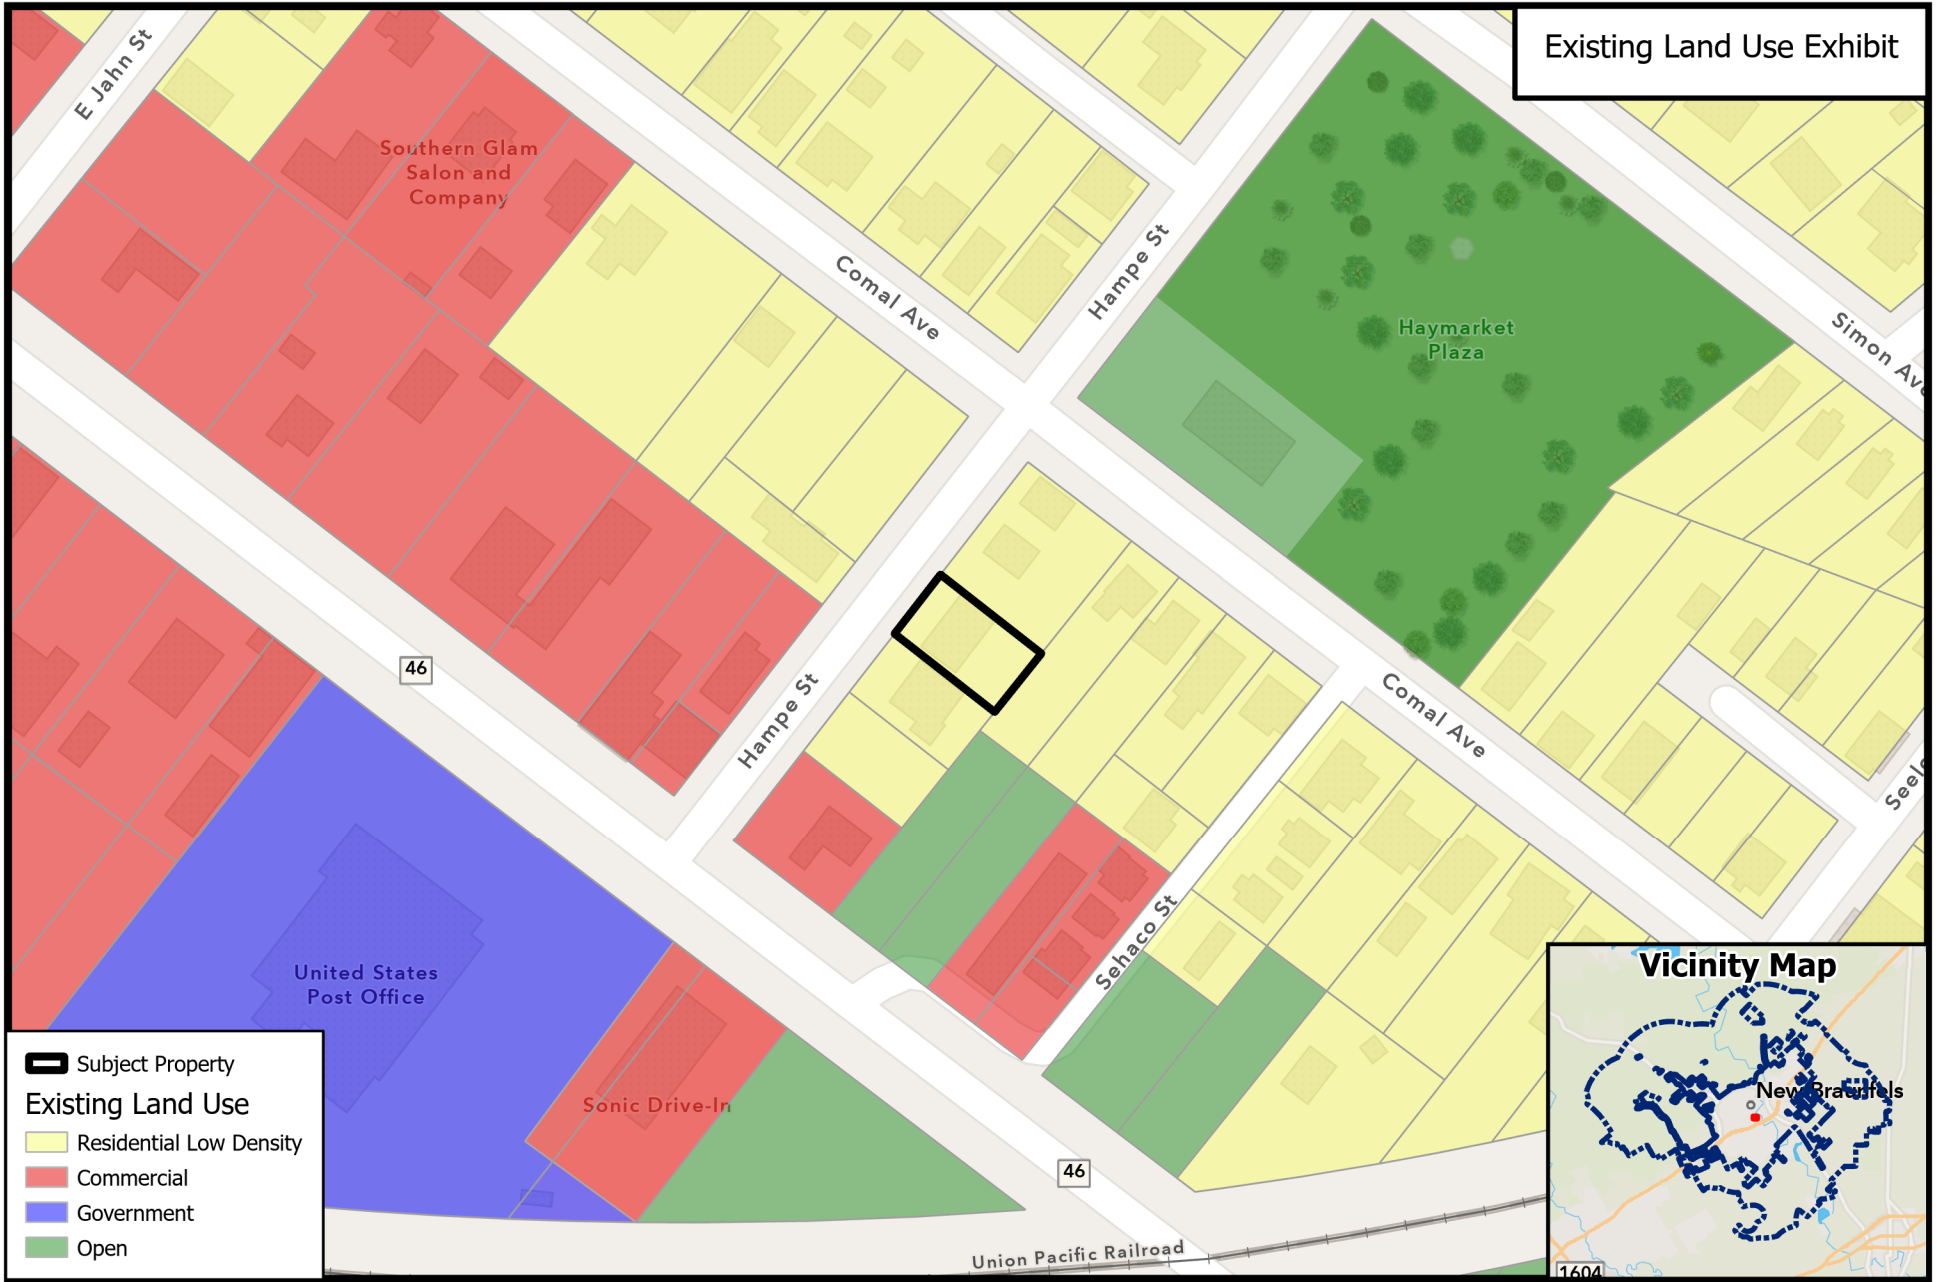 Existing Land Use Exhibit
E Jahn St
Southern Glam
Salon and
Company
Comal Ave
Hampe St
Haymarket
Plaza
Simon Ave
46
Hampe St
Comal Ave
Sehaco St
United States
Post Office
Sonic Drive-In
46
Union Pacific Railroad
Subject Property
Existing Land Use
Residential Low Density
Commercial
Government
Open
Vicinity Map
New Braunfels
1604